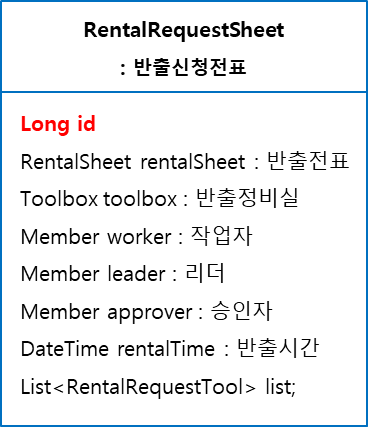 RentalRequestSheet
: 반출신청전표
Long id
RentalSheet rentalSheet : 반출전표
Toolbox toolbox : 반출정비실
Member worker : 작업자
Member leader : 리더
Member approver : 승인자
DateTime rentalTime : 반출시간
List<RentalRequestTool> list;